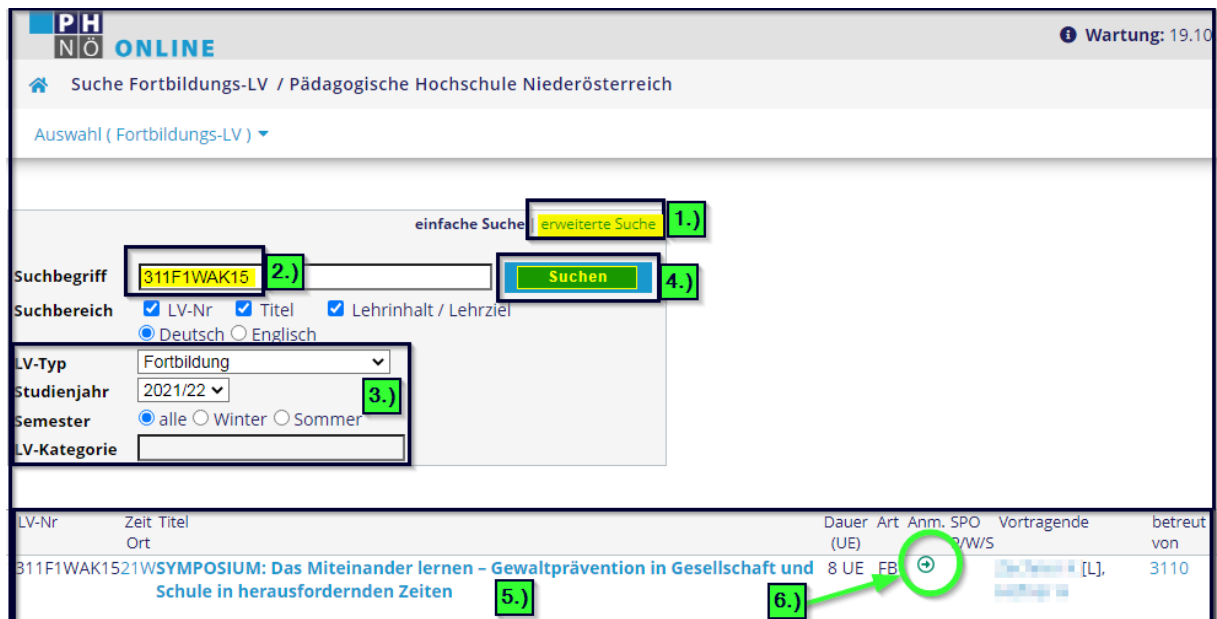 PH
NÖ ONLINE
Wartung: 19.10
Suche Fortbildungs-LV / Pädagogische Hochschule Niederösterreich
Auswahl ( Fortbildungs-LV )
einfache Suche | erweiterte Suche 1.)
Suchbegriff 311F1WAK15 2.) Suchen 4.)
Suchbereich LV-Nr Titel Lehrinhalt / Lehrziel
Deutsch Englisch
LV-Typ Fortbildung
Studienjahr 2021/22 3.)
Semester alle Winter Sommer
LV-Kategorie
LV-Nr Zeit Titel Dauer Art Anm. SPO Vortragende betreut
Ort (UE) P/W/S von
311F1WAK15 21W SYMPOSIUM: Das Miteinander lernen – Gewaltprävention in Gesellschaft und 8 UE FB [L], 3110
Schule in herausfordernden Zeiten 5.) 6.)